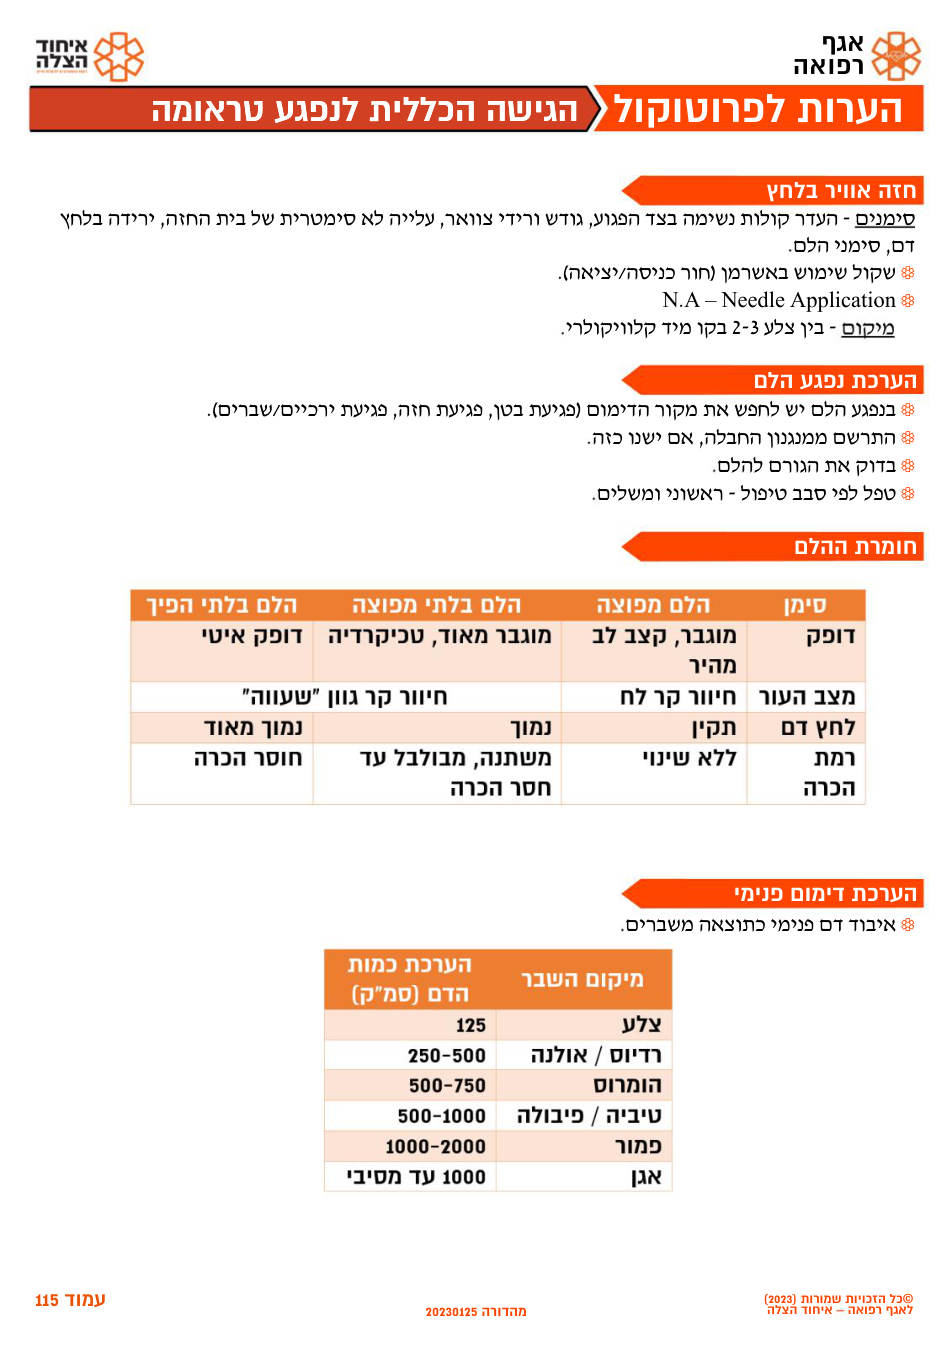 איחוד
הצלה
אגף
רפואה
הערות לפרוטוקול
הגישה הכללית לנפגע טראומה
חזה אוויר בלחץ
סימנים - העדר קולות נשימה בצד הפגוע, גודש ורידי צוואר, עלייה לא סימטרית של בית החזה, ירידה בלחץ
דם, סימני הלם.
שקול שימוש באשרמן (חור כניסה/יציאה).
N.A – Needle Application
מיקום - בין צלע 2-3 בקו מיד קלוויקולרי.
הערכת נפגע הלם
בנפגע הלם יש לחפש את מקור הדימום (פגיעת בטן, פגיעת חזה, פגיעת ירכיים/שברים).
התרשם ממנגנון החבלה, אם ישנו כזה.
בדוק את הגורם להלם.
טפל לפי סבב טיפול - ראשוני ומשלים.
חומרת ההלם
סימן הלם מפוצה הלם בלתי מפוצה הלם בלתי הפיך
דופק מוגבר, קצב לב מוגבר מאוד, טכיקרדיה דופק איטי
מהיר
מצב העור חיוור קר לח חיוור קר גוון "שעווה"
לחץ דם תקין נמוך נמוך מאוד
רמת ללא שינוי משתנה, מבולבל עד חוסר הכרה
הכרה חסר הכרה
הערכת דימום פנימי
איבוד דם פנימי כתוצאה משברים.
מיקום השבר הערכת כמות
הדם (סמ"ק)
צלע 125
רדיוס / אולנה 250-500
הומרוס 500-750
טיביה / פיבולה 500-1000
פמור 1000-2000
אגן 1000 עד מסיבי
©כל הזכויות שמורות (2023)
לאגף רפואה – איחוד הצלה
מהדורה 20230125
עמוד 115